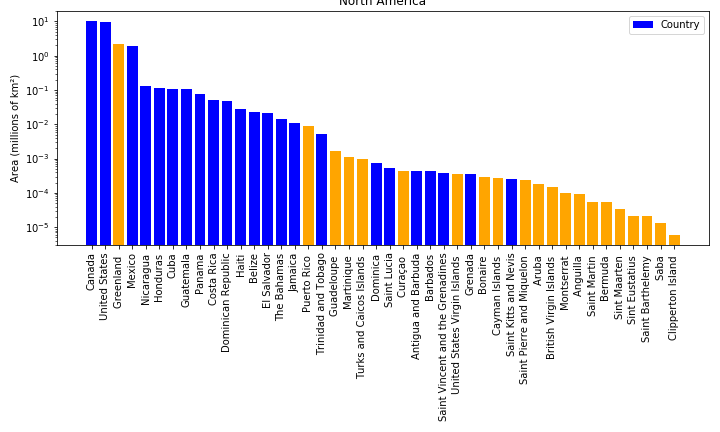 North America
Country
Area (millions of km²)
10¹
10⁰
10⁻¹
10⁻²
10⁻³
10⁻⁴
10⁻⁵
Canada
United States
Greenland
Mexico
Nicaragua
Honduras
Cuba
Guatemala
Panama
Costa Rica
Dominican Republic
Haiti
Belize
El Salvador
The Bahamas
Jamaica
Puerto Rico
Trinidad and Tobago
Guadeloupe
Martinique
Turks and Caicos Islands
Dominica
Saint Lucia
Curaçao
Antigua and Barbuda
Barbados
Saint Vincent and the Grenadines
United States Virgin Islands
Grenada
Bonaire
Cayman Islands
Saint Kitts and Nevis
Saint Pierre and Miquelon
Aruba
British Virgin Islands
Montserrat
Anguilla
Saint Martin
Bermuda
Sint Maarten
Sint Eustatius
Saint Barthelemy
Saba
Clipperton Island